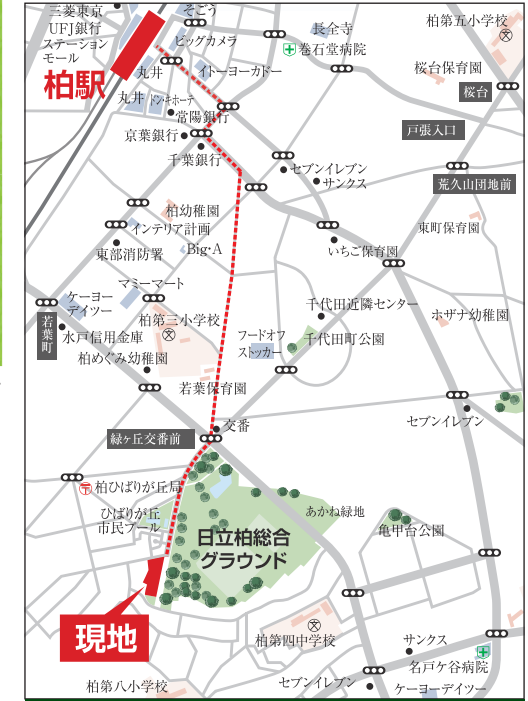 三菱東京
UFJ銀行
ステーション
モール
そごう
ビッグカメラ
長全寺
巻石堂病院
柏第五小学校
文
柏駅
丸井
イトーヨーカドー
桜台保育園
桜台
丸井
ドン・キホーテ
常陽銀行
京葉銀行
千葉銀行
戸張入口
セブンイレブン
サンクス
荒久山団地前
柏幼稚園
インテリア計画
東部消防署
Big・A
東町保育園
いちご保育園
マミーマート
ケーヨー
デイツー
千代田近隣センター
ホザナ幼稚園
若葉町
水戸信用金庫
柏第三小学校
文
柏めぐみ幼稚園
フードオフ
ストッカー
千代田町公園
若葉保育園
セブンイレブン
交番
緑ヶ丘交番前
柏ひばりが丘局
ひばりが丘
市民プール
あかね緑地
亀甲台公園
日立柏総合
グラウンド
現地
文
柏第四中学校
サンクス
名戸ケ谷病院
柏第八小学校
セブンイレブン
ケーヨーデイツー